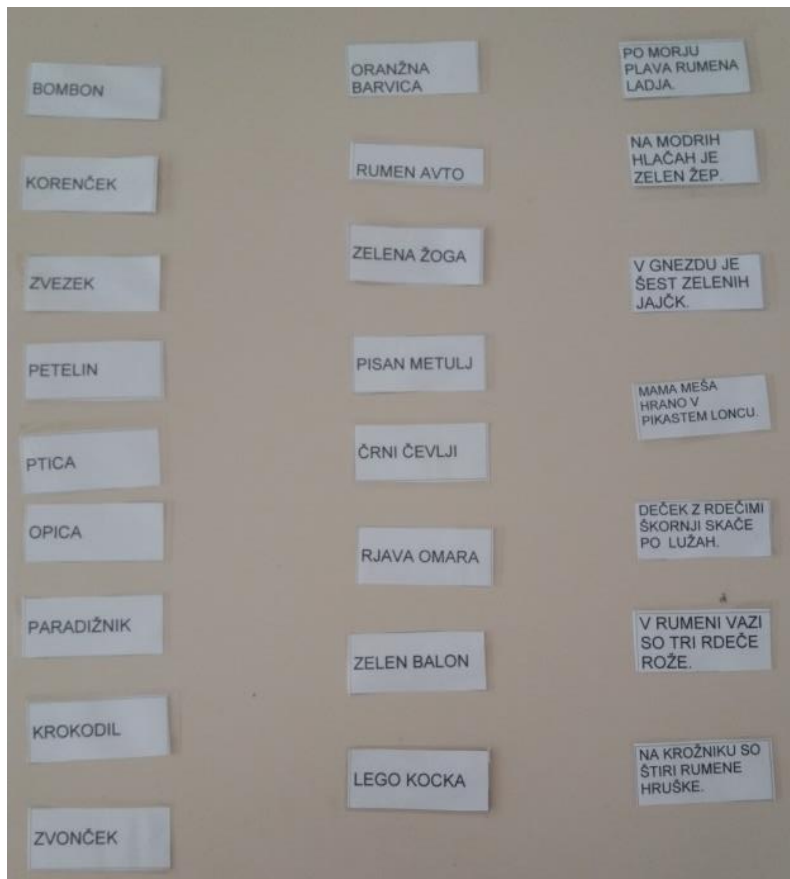 BOMBON
KORENČEK
ZVEZEK
PETELIN
PTICA
OPICA
PARADIŽNIK
KROKODIL
ZVONČEK
ORANŽNA
BARVICA
RUMEN AVTO
ZELENA ŽOGA
PISAN METULJ
ČRNI ČEVLJI
RJAVA OMARA
ZELEN BALON
LEGO KOCKA
PO MORJU
PLAVA RUMENA
LADJA.
NA MODRIH
HLAČAH JE
ZELEN ŽEP.
V GNEZDU JE
ŠEST ZELENIH
JAJČK.
MAMA MEŠA
HRANO V
PIKASTEM LONCU.
DEČEK Z RDEČIMI
ŠKORNJI SKAČE
PO LUŽAH.
V RUMENI VAZI
SO TRI RDEČE
ROŽE.
NA KROŽNIKU SO
ŠTIRI RUMENE
HRUŠKE.